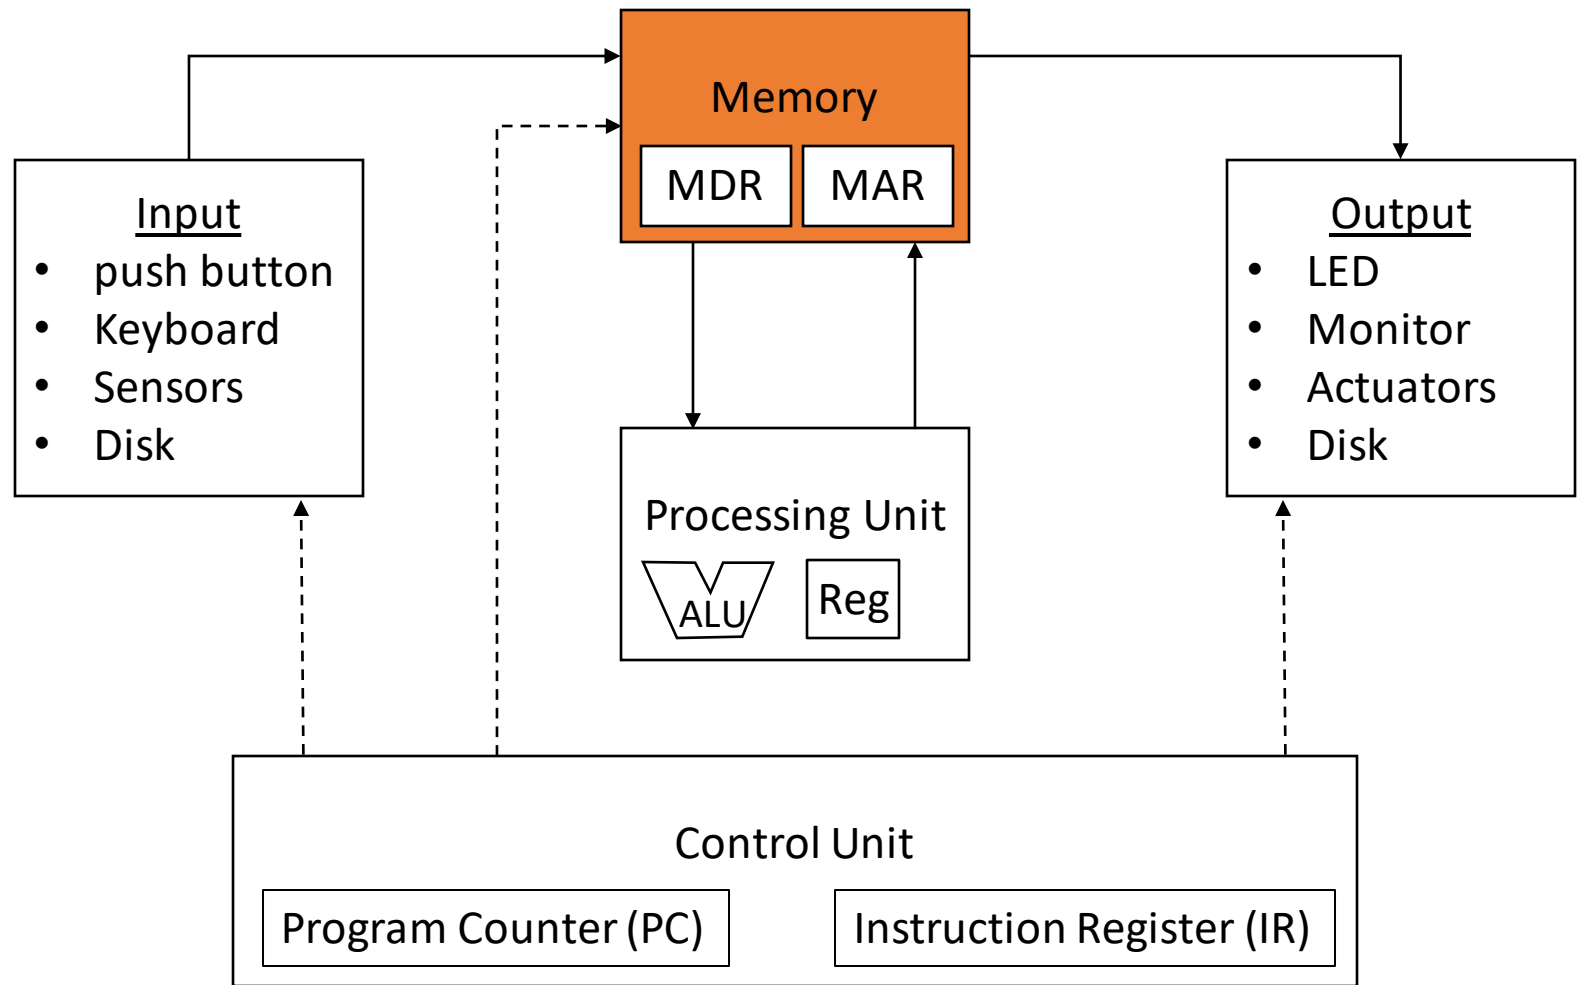 Memory
MDR
MAR
Input
• push button
• Keyboard
• Sensors
• Disk
Output
• LED
• Monitor
• Actuators
• Disk
Processing Unit
ALU
Reg
Control Unit
Program Counter (PC)
Instruction Register (IR)